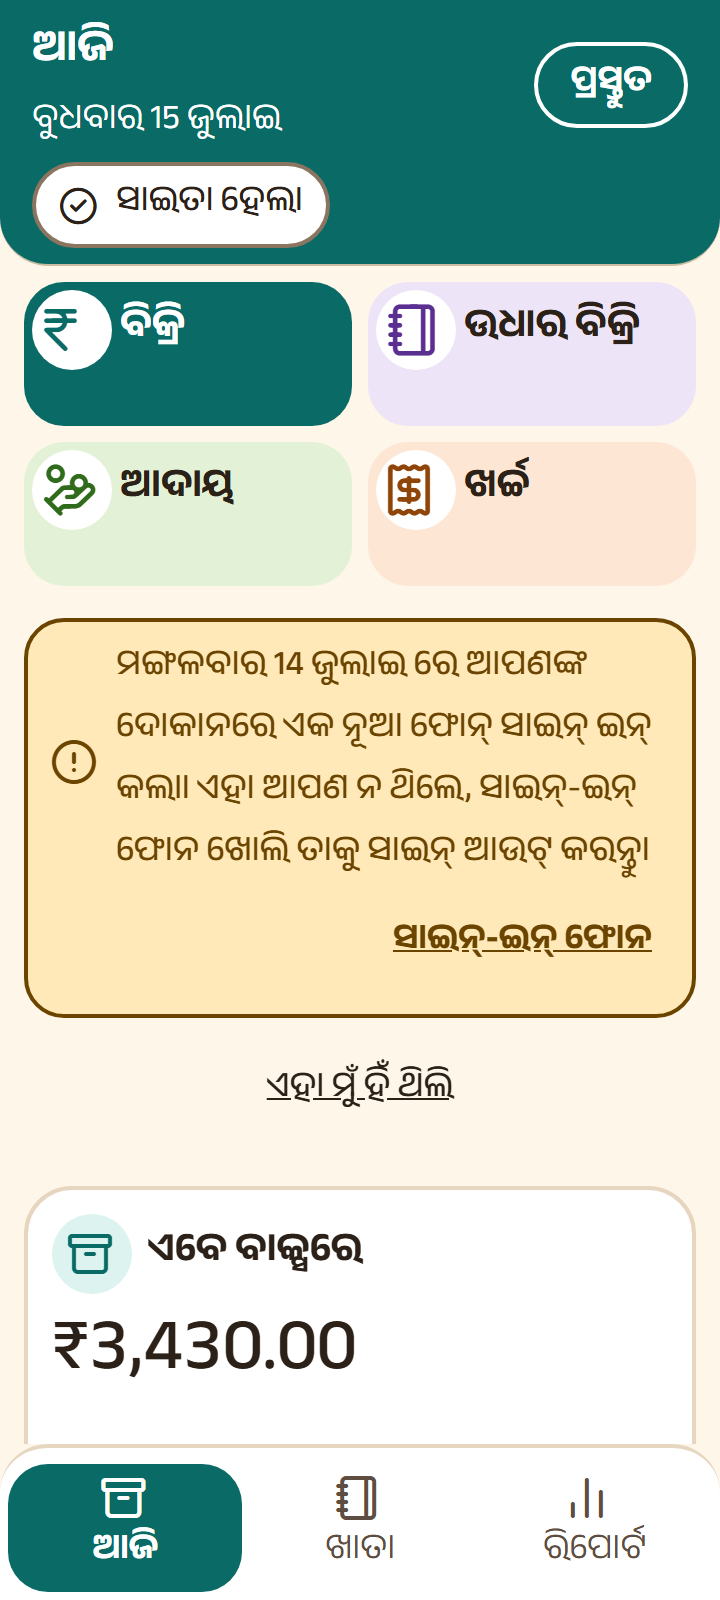 ଆଜି
ପ୍ରସ୍ତୁତ
ବୁଧବାର 15 ଜୁଲାଇ
ସାଇତା ହେଲା
ବିକ୍ରି
ଉଧାର ବିକ୍ରି
ଆଦାୟ
ଖର୍ଚ୍ଚ
ମଙ୍ଗଳବାର 14 ଜୁଲାଇ ରେ ଆପଣଙ୍କ
ଦୋକାନରେ ଏକ ନୂଆ ଫୋନ୍ ସାଇନ୍ ଇନ୍
କଲା। ଏହା ଆପଣ ନ ଥିଲେ, ସାଇନ୍-ଇନ୍
ଫୋନ ଖୋଲି ତାକୁ ସାଇନ୍ ଆଉଟ୍ କରନ୍ତୁ।
ସାଇନ୍-ଇନ୍ ଫୋନ
ଏହା ମୁଁ ହିଁ ଥିଲି
ଏବେ ବାକ୍ସରେ
₹3,430.00
ଆଜି
ଖାତା
ରିପୋର୍ଟ